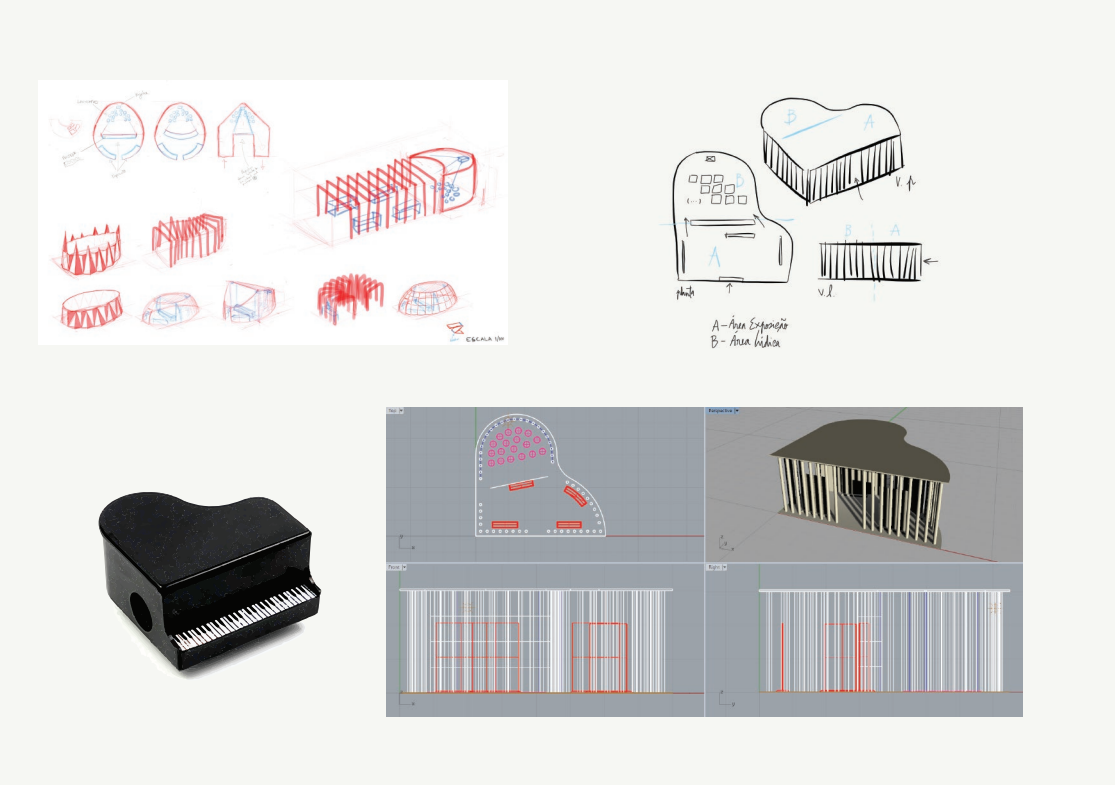 ESCALA 1/100
B
A
V. p
B
(...)
A
planta
B
A
v. l.
A - Área Exposição
B - Área lúdica
Top
Perspective
Front
Right